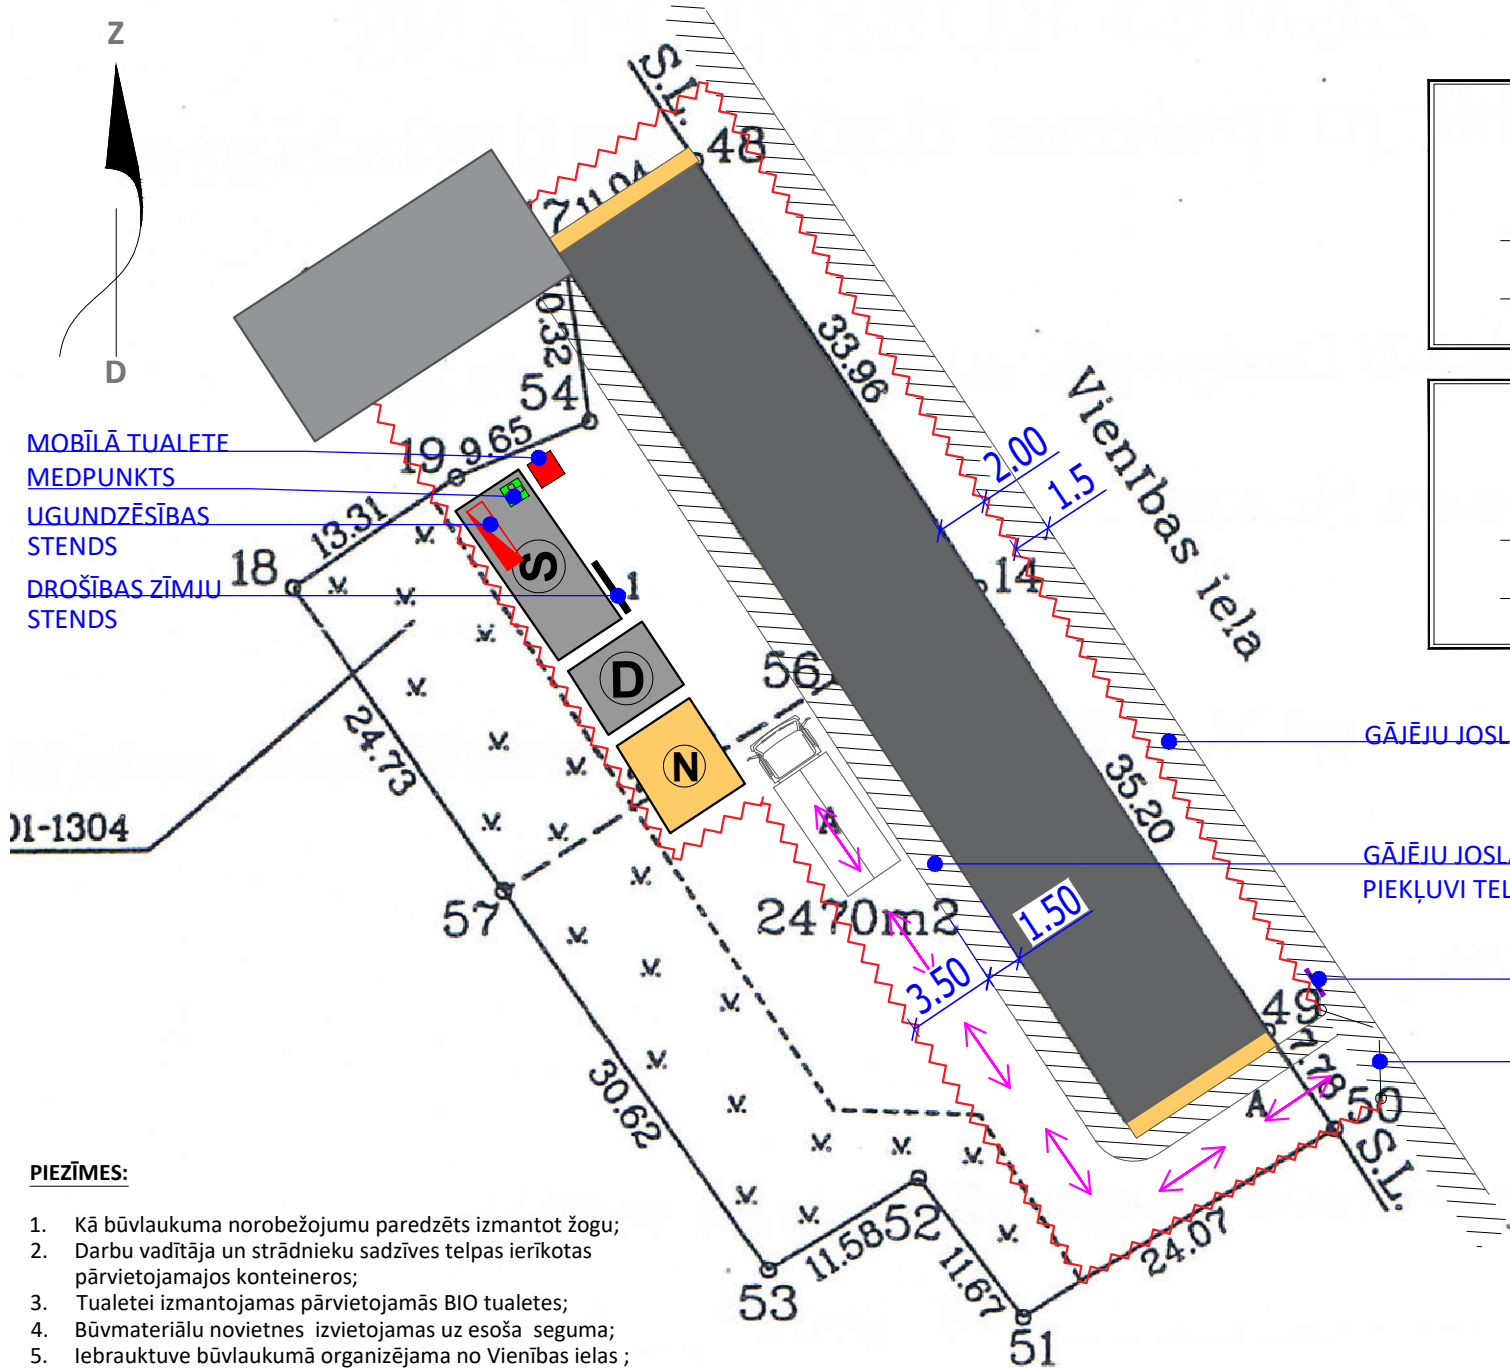 Z
D
S.L.
48
11.04
7
0.32
54
33.96
Vienības iela
2.00
1.5
19
9.65
13.31
18
MOBĪLĀ TUALETE
MEDPUNKTS
UGUNDZĒSĪBAS
STENDS
DROŠĪBAS ZĪMJU
STENDS
S
1
D
N
14
56
24.73
01-1304
57
A
2470m2
35.20
GĀJĒJU JOSL
GĀJĒJU JOSLA
PIEKĻUVI TEL
1.50
3.50
49
7.78
50
A
S.L.
30.62
52
11.58
11.67
24.07
53
51
PIEZĪMES:
1. Kā būvlaukuma norobežojumu paredzēts izmantot žogu;
2. Darbu vadītāja un strādnieku sadzīves telpas ierīkotas
pārvietojamajos konteineros;
3. Tualetei izmantojamas pārvietojamās BIO tualetes;
4. Būvmateriālu novietnes izvietojamas uz esoša seguma;
5. Iebrauktuve būvlaukumā organizējama no Vienības ielas ;